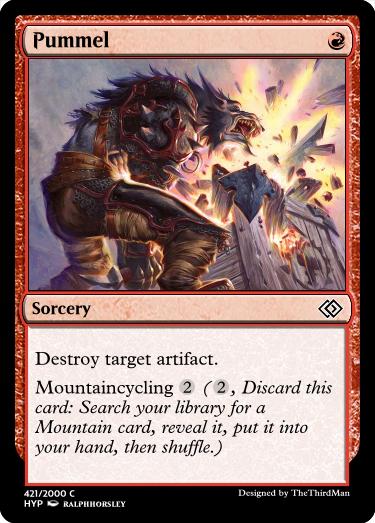 Pummel
Sorcery
Destroy target artifact.
Mountaincycling 2 ( 2 , Discard this
card: Search your library for a
Mountain card, reveal it, put it into
your hand, then shuffle.)
421/2000 C
HYP RALPHHORSLEY
Designed by TheThirdMan